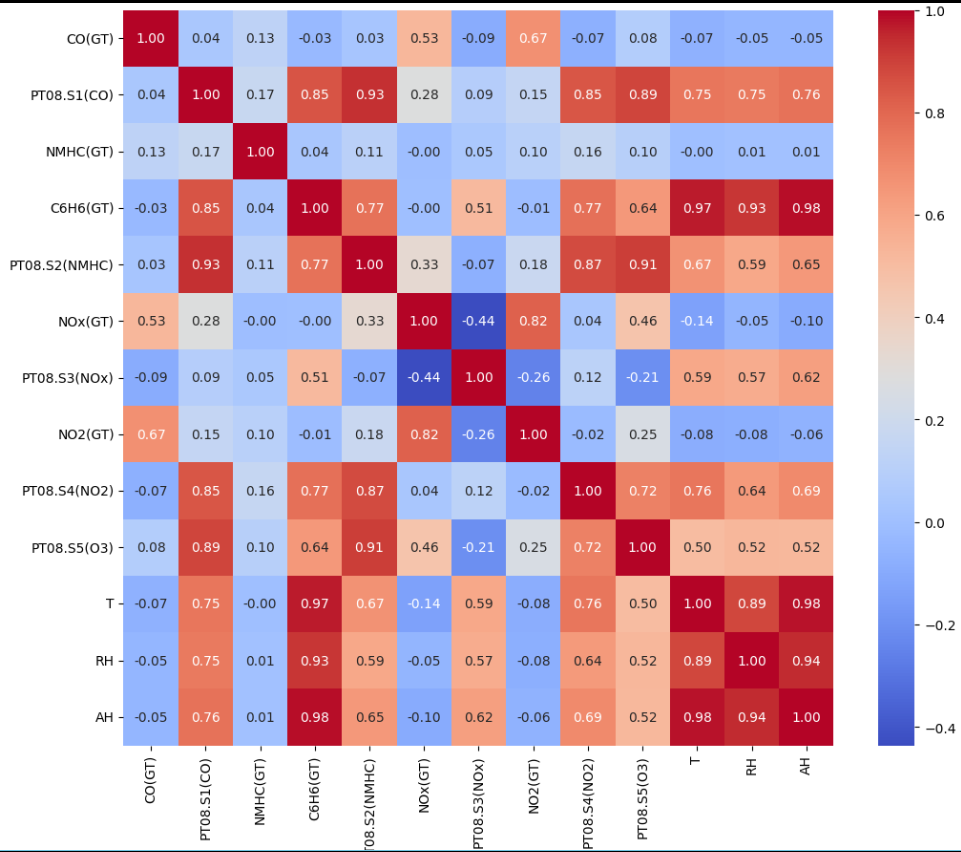 CO(GT) 1.00 0.04 0.13 -0.03 0.03 0.53 -0.09 0.67 -0.07 0.08 -0.07 -0.05 -0.05
PT08.S1(CO) 0.04 1.00 0.17 0.85 0.93 0.28 0.09 0.15 0.85 0.89 0.75 0.75 0.76
NMHC(GT) 0.13 0.17 1.00 0.04 0.11 -0.00 0.05 0.10 0.16 0.10 -0.00 0.01 0.01
C6H6(GT) -0.03 0.85 0.04 1.00 0.77 -0.00 0.51 -0.01 0.77 0.64 0.97 0.93 0.98
PT08.S2(NMHC) 0.03 0.93 0.11 0.77 1.00 0.33 -0.07 0.18 0.87 0.91 0.67 0.59 0.65
NOx(GT) 0.53 0.28 -0.00 -0.00 0.33 1.00 -0.44 0.82 0.04 0.46 -0.14 -0.05 -0.10
PT08.S3(NOx) -0.09 0.09 0.05 0.51 -0.07 -0.44 1.00 -0.26 0.12 -0.21 0.59 0.57 0.62
NO2(GT) 0.67 0.15 0.10 -0.01 0.18 0.82 -0.26 1.00 -0.02 0.25 -0.08 -0.08 -0.06
PT08.S4(NO2) -0.07 0.85 0.16 0.77 0.87 0.04 0.12 -0.02 1.00 0.72 0.76 0.64 0.69
PT08.S5(O3) 0.08 0.89 0.10 0.64 0.91 0.46 -0.21 0.25 0.72 1.00 0.50 0.52 0.52
T -0.07 0.75 -0.00 0.97 0.67 -0.14 0.59 -0.08 0.76 0.50 1.00 0.89 0.98
RH -0.05 0.75 0.01 0.93 0.59 -0.05 0.57 -0.08 0.64 0.52 0.89 1.00 0.94
AH -0.05 0.76 0.01 0.98 0.65 -0.10 0.62 -0.06 0.69 0.52 0.98 0.94 1.00
CO(GT)
PT08.S1(CO)
NMHC(GT)
C6H6(GT)
T08.S2(NMHC)
NOx(GT)
PT08.S3(NOx)
NO2(GT)
PT08.S4(NO2)
PT08.S5(O3)
T
RH
AH
1.0
0.8
0.6
0.4
0.2
0.0
−0.2
−0.4